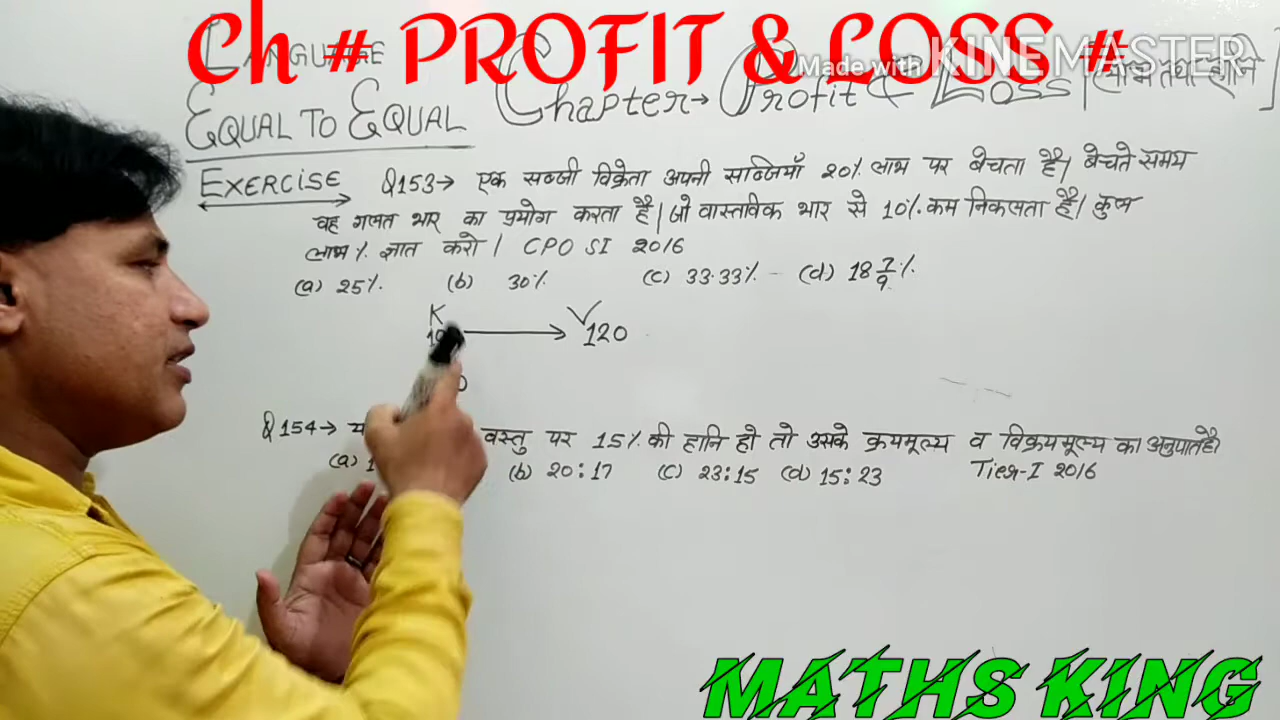 Ch # PROFIT & LOSS #
Made with KINEMASTER
LANGUAGE
EQUAL TO EQUAL Chapter → Profit & Loss [लाभ तथा हानि]
EXERCISE Q153→ एक सब्जी विक्रेता अपनी सब्जियाँ 20% लाभ पर बेचता है| बेचते समय
वह गलत भार का प्रयोग करता है| जो वास्तविक भार से 10% कम निकलता है| कुल
लाभ % ज्ञात करो | CPO SI 2016
(a) 25% (b) 30% (c) 33.33% (d) 18 7/9 %
K V
120
Q154→ वस्तु पर 15% की हानि हो तो उसके क्रयमूल्य व विक्रयमूल्य का अनुपात है|
(a) (b) 20:17 (c) 23:15 (d) 15:23 Tier-I 2016
MATHS KING